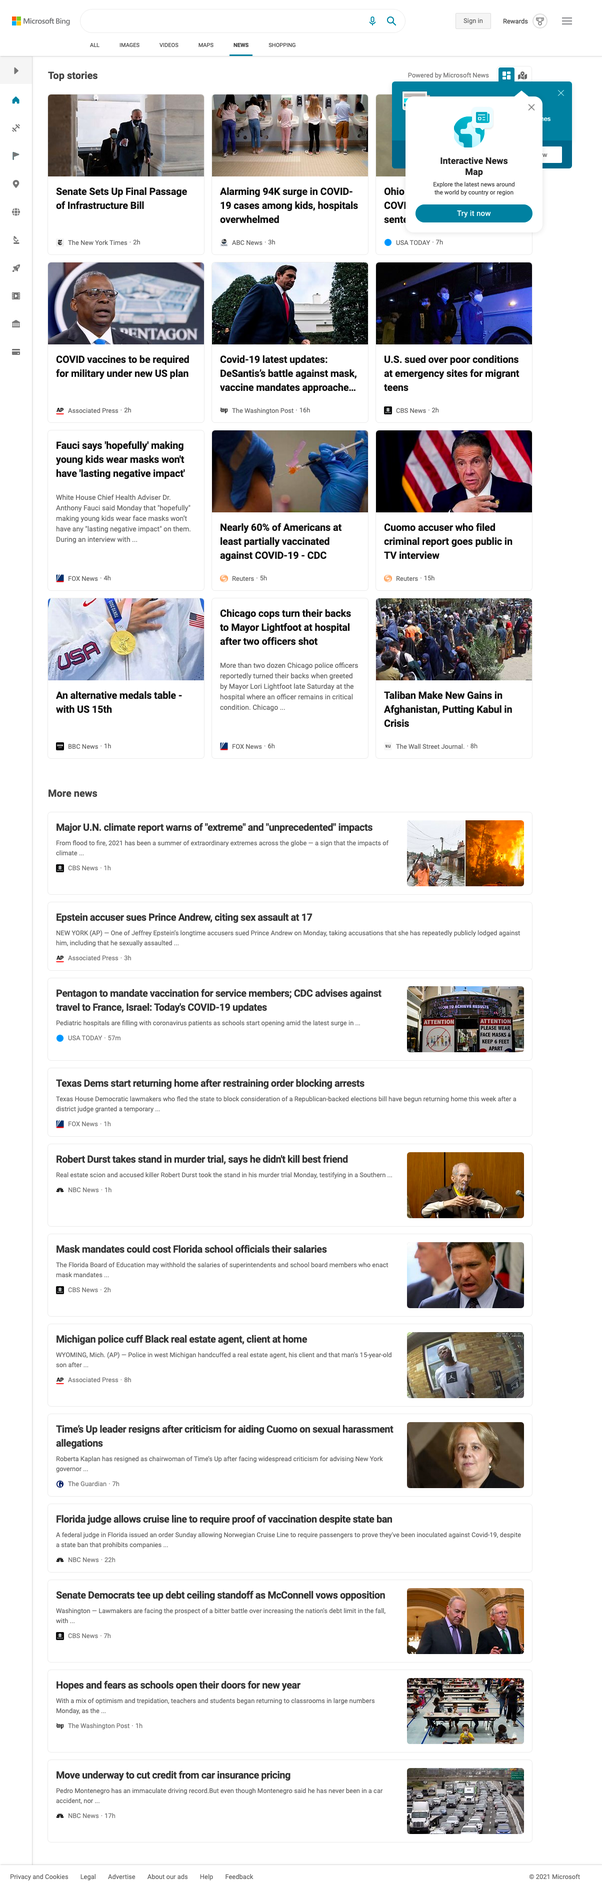 Microsoft Bing
Sign in
Rewards
ALL
IMAGES
VIDEOS
MAPS
NEWS
SHOPPING
Top stories
Powered by Microsoft News
Interactive News
Map
Explore the latest news around
the world by country or region
Try it now
Senate Sets Up Final Passage
of Infrastructure Bill
The New York Times · 2h
Alarming 94K surge in COVID-
19 cases among kids, hospitals
overwhelmed
ABC News · 3h
Ohio
COVI
sente
USA TODAY · 7h
PENTAGON
COVID vaccines to be required
for military under new US plan
AP Associated Press · 2h
Covid-19 latest updates:
DeSantis's battle against mask,
vaccine mandates approache...
wp The Washington Post · 16h
U.S. sued over poor conditions
at emergency sites for migrant
teens
CBS News · 2h
Fauci says 'hopefully' making
young kids wear masks won't
have 'lasting negative impact'
White House Chief Health Adviser Dr.
Anthony Fauci said Monday that "hopefully"
making young kids wear face masks won't
have any "lasting negative impact" on them.
During an interview with ...
FOX News · 4h
Nearly 60% of Americans at
least partially vaccinated
against COVID-19 - CDC
Reuters · 5h
Cuomo accuser who filed
criminal report goes public in
TV interview
Reuters · 15h
USA
An alternative medals table -
with US 15th
BBC News · 1h
Chicago cops turn their backs
to Mayor Lightfoot at hospital
after two officers shot
More than two dozen Chicago police officers
reportedly turned their backs when greeted
by Mayor Lori Lightfoot late Saturday at the
hospital where an officer remains in critical
condition. Chicago ...
FOX News · 6h
Taliban Make New Gains in
Afghanistan, Putting Kabul in
Crisis
The Wall Street Journal. · 8h
More news
Major U.N. climate report warns of "extreme" and "unprecedented" impacts
From flood to fire, 2021 has been a summer of extraordinary extremes across the globe — a sign that the impacts of
climate ...
CBS News · 1h
Epstein accuser sues Prince Andrew, citing sex assault at 17
NEW YORK (AP) — One of Jeffrey Epstein's longtime accusers sued Prince Andrew on Monday, taking accusations that she has repeatedly publicly lodged against
him, including that he sexually assaulted ...
AP Associated Press · 3h
Pentagon to mandate vaccination for service members; CDC advises against
travel to France, Israel: Today's COVID-19 updates
Pediatric hospitals are filling with coronavirus patients as schools start opening amid the latest surge in ...
USA TODAY · 57m
ATTENTION
ATTENTION
PLEASE WEAR
FACE MASKS &
KEEP 6 FEET
APART
Texas Dems start returning home after restraining order blocking arrests
Texas House Democratic lawmakers who fled the state to block consideration of a Republican-backed elections bill have begun returning home this week after a
district judge granted a temporary ...
FOX News · 1h
Robert Durst takes stand in murder trial, says he didn't kill best friend
Real estate scion and accused killer Robert Durst took the stand in his murder trial Monday, testifying in a Southern ...
NBC News · 1h
Mask mandates could cost Florida school officials their salaries
The Florida Board of Education may withhold the salaries of superintendents and school board members who enact
mask mandates ...
CBS News · 2h
Michigan police cuff Black real estate agent, client at home
WYOMING, Mich. (AP) — Police in west Michigan handcuffed a real estate agent, his client and that man's 15-year-old
son after ...
AP Associated Press · 8h
Time's Up leader resigns after criticism for aiding Cuomo on sexual harassment
allegations
Roberta Kaplan has resigned as chairwoman of Time's Up after facing widespread criticism for advising New York
governor ...
The Guardian · 7h
Florida judge allows cruise line to require proof of vaccination despite state ban
A federal judge in Florida issued an order Sunday allowing Norwegian Cruise Line to require passengers to prove they've been inoculated against Covid-19, despite
a state ban that prohibits companies ...
NBC News · 22h
Senate Democrats tee up debt ceiling standoff as McConnell vows opposition
Washington — Lawmakers are facing the prospect of a bitter battle over increasing the nation's debt limit in the fall,
with ...
CBS News · 7h
Hopes and fears as schools open their doors for new year
With a mix of optimism and trepidation, teachers and students began returning to classrooms in large numbers
Monday, as the ...
wp The Washington Post · 1h
Move underway to cut credit from car insurance pricing
Pedro Montenegro has an immaculate driving record.But even though Montenegro said he has never been in a car
accident, nor ...
NBC News · 17h
Privacy and Cookies
Legal
Advertise
About our ads
Help
Feedback
© 2021 Microsoft